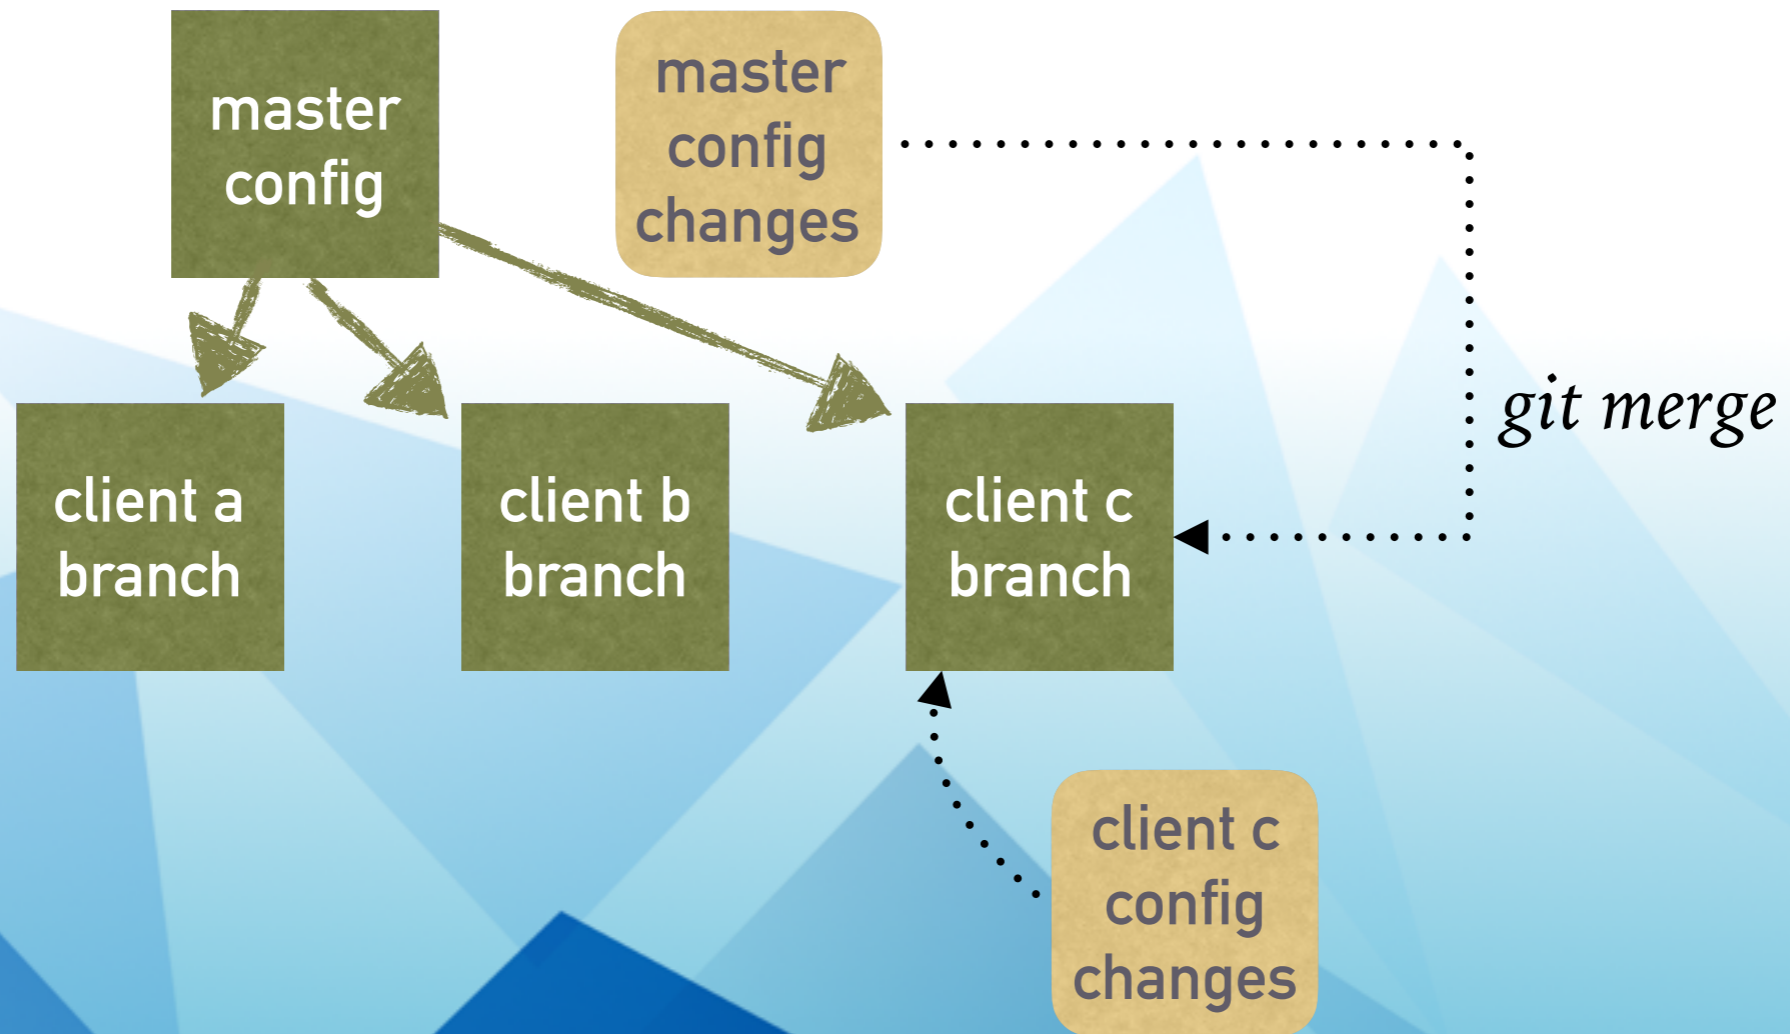 master
config
master
config
changes
git merge
client a
branch
client b
branch
client c
branch
client c
config
changes